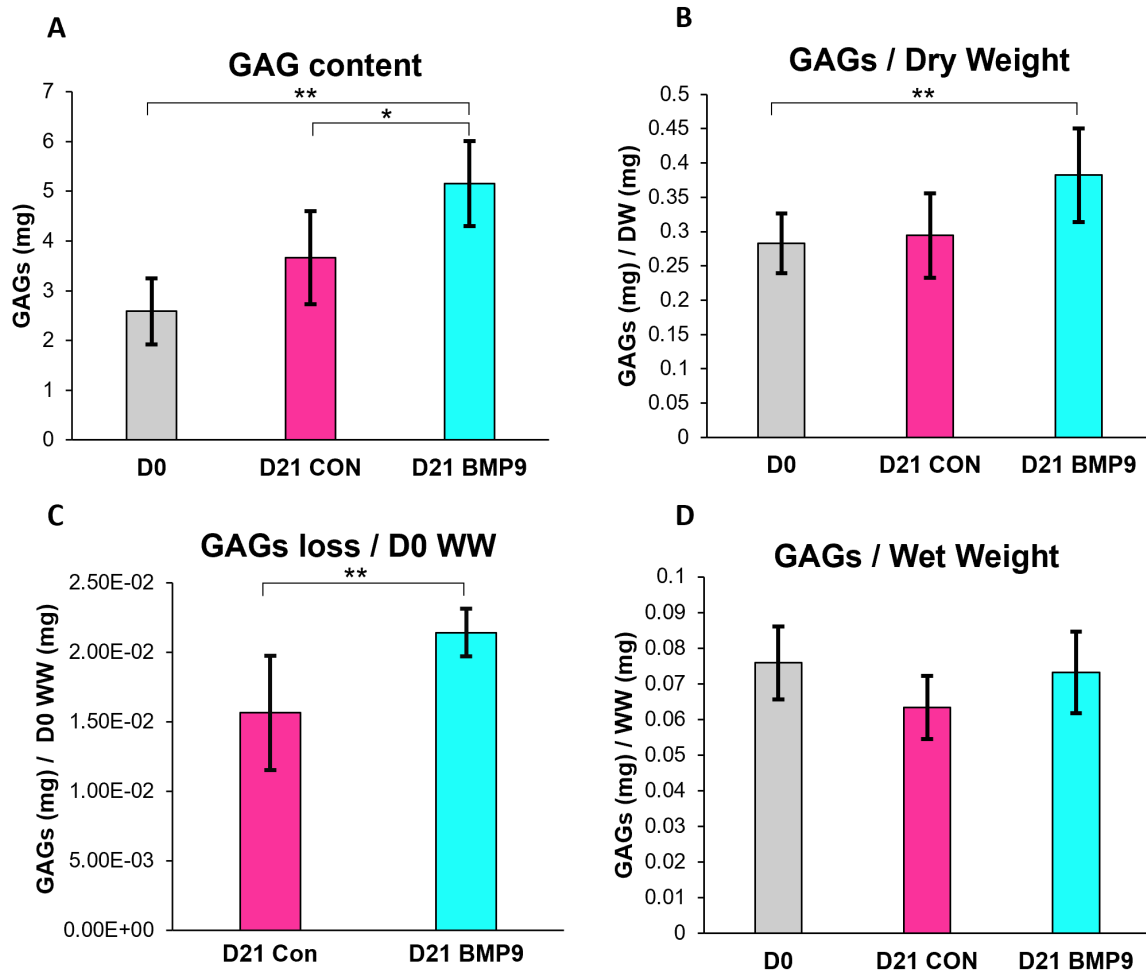 A
GAG content
GAGs (mg)
7
6
5
4
3
2
1
0
**
*
D0
D21 CON
D21 BMP9
B
GAGs / Dry Weight
GAGs (mg) / DW (mg)
0.5
0.45
0.4
0.35
0.3
0.25
0.2
0.15
0.1
0.05
0
**
D0
D21 CON
D21 BMP9
C
GAGs loss / D0 WW
GAGs (mg) / D0 WW (mg)
2.50E-02
2.00E-02
1.50E-02
1.00E-02
5.00E-03
0.00E+00
**
D21 Con
D21 BMP9
D
GAGs / Wet Weight
GAGs (mg) / WW (mg)
0.1
0.09
0.08
0.07
0.06
0.05
0.04
0.03
0.02
0.01
0
D0
D21 CON
D21 BMP9